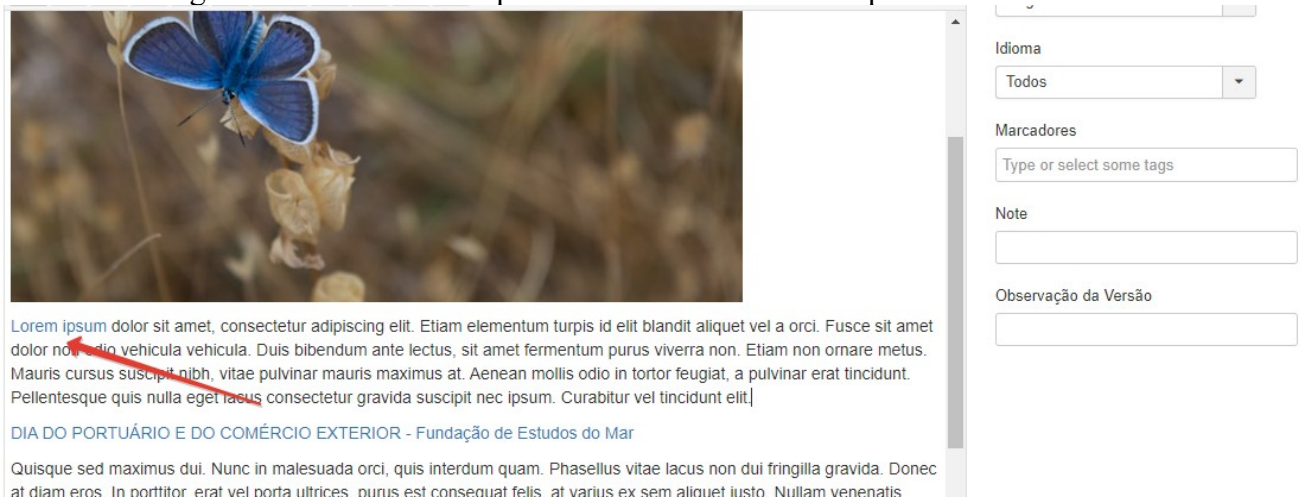 Idioma
Todos
Marcadores
Type or select some tags
Note
Observação da Versão
Lorem ipsum dolor sit amet, consectetur adipiscing elit. Etiam elementum turpis id elit blandit aliquet vel a orci. Fusce sit amet
dolor non odio vehicula vehicula. Duis bibendum ante lectus, sit amet fermentum purus viverra non. Etiam non ornare metus.
Mauris cursus suscipit nibh, vitae pulvinar mauris maximus at. Aenean mollis odio in tortor feugiat, a pulvinar erat tincidunt.
Pellentesque quis nulla eget lacus consectetur gravida suscipit nec ipsum. Curabitur vel tincidunt elit.
DIA DO PORTUÁRIO E DO COMÉRCIO EXTERIOR - Fundação de Estudos do Mar
Quisque sed maximus dui. Nunc in malesuada orci, quis interdum quam. Phasellus vitae lacus non dui fringilla gravida. Donec
at diam eros. In porttitor, erat vel porta ultrices, purus est consequat felis, at varius ex sem aliquet justo. Nullam venenatis